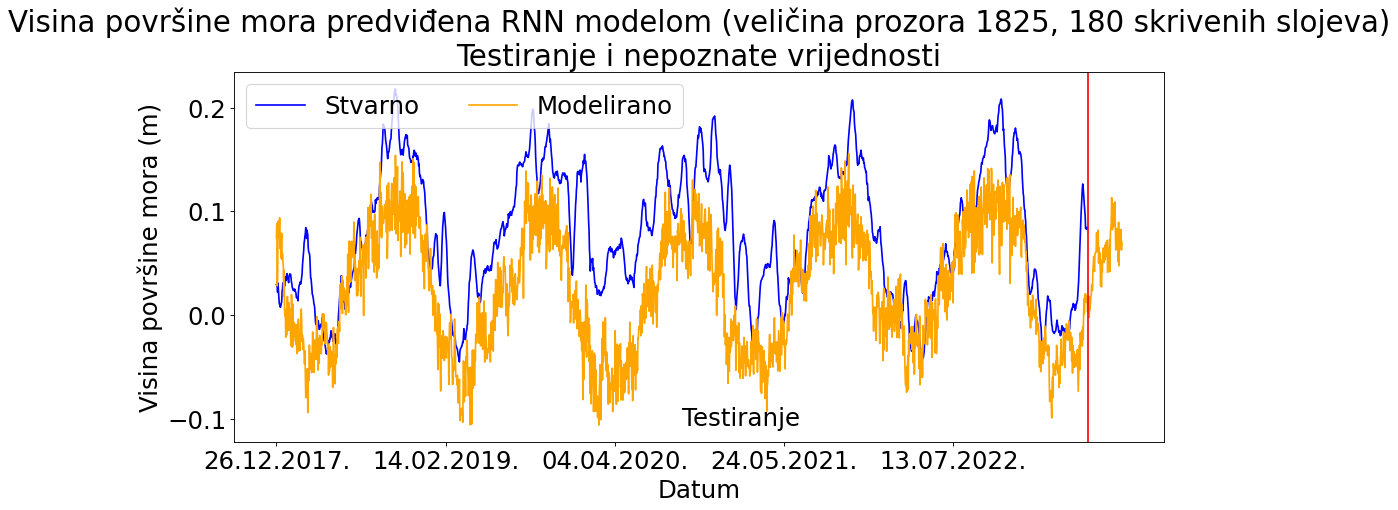 Visina površine mora predviđena RNN modelom (veličina prozora 1825, 180 skrivenih slojeva)
Testiranje i nepoznate vrijednosti
Stvarno Modelirano
Visina površine mora (m)
0.2
0.1
0.0
−0.1
Testiranje
26.12.2017. 14.02.2019. 04.04.2020. 24.05.2021. 13.07.2022.
Datum